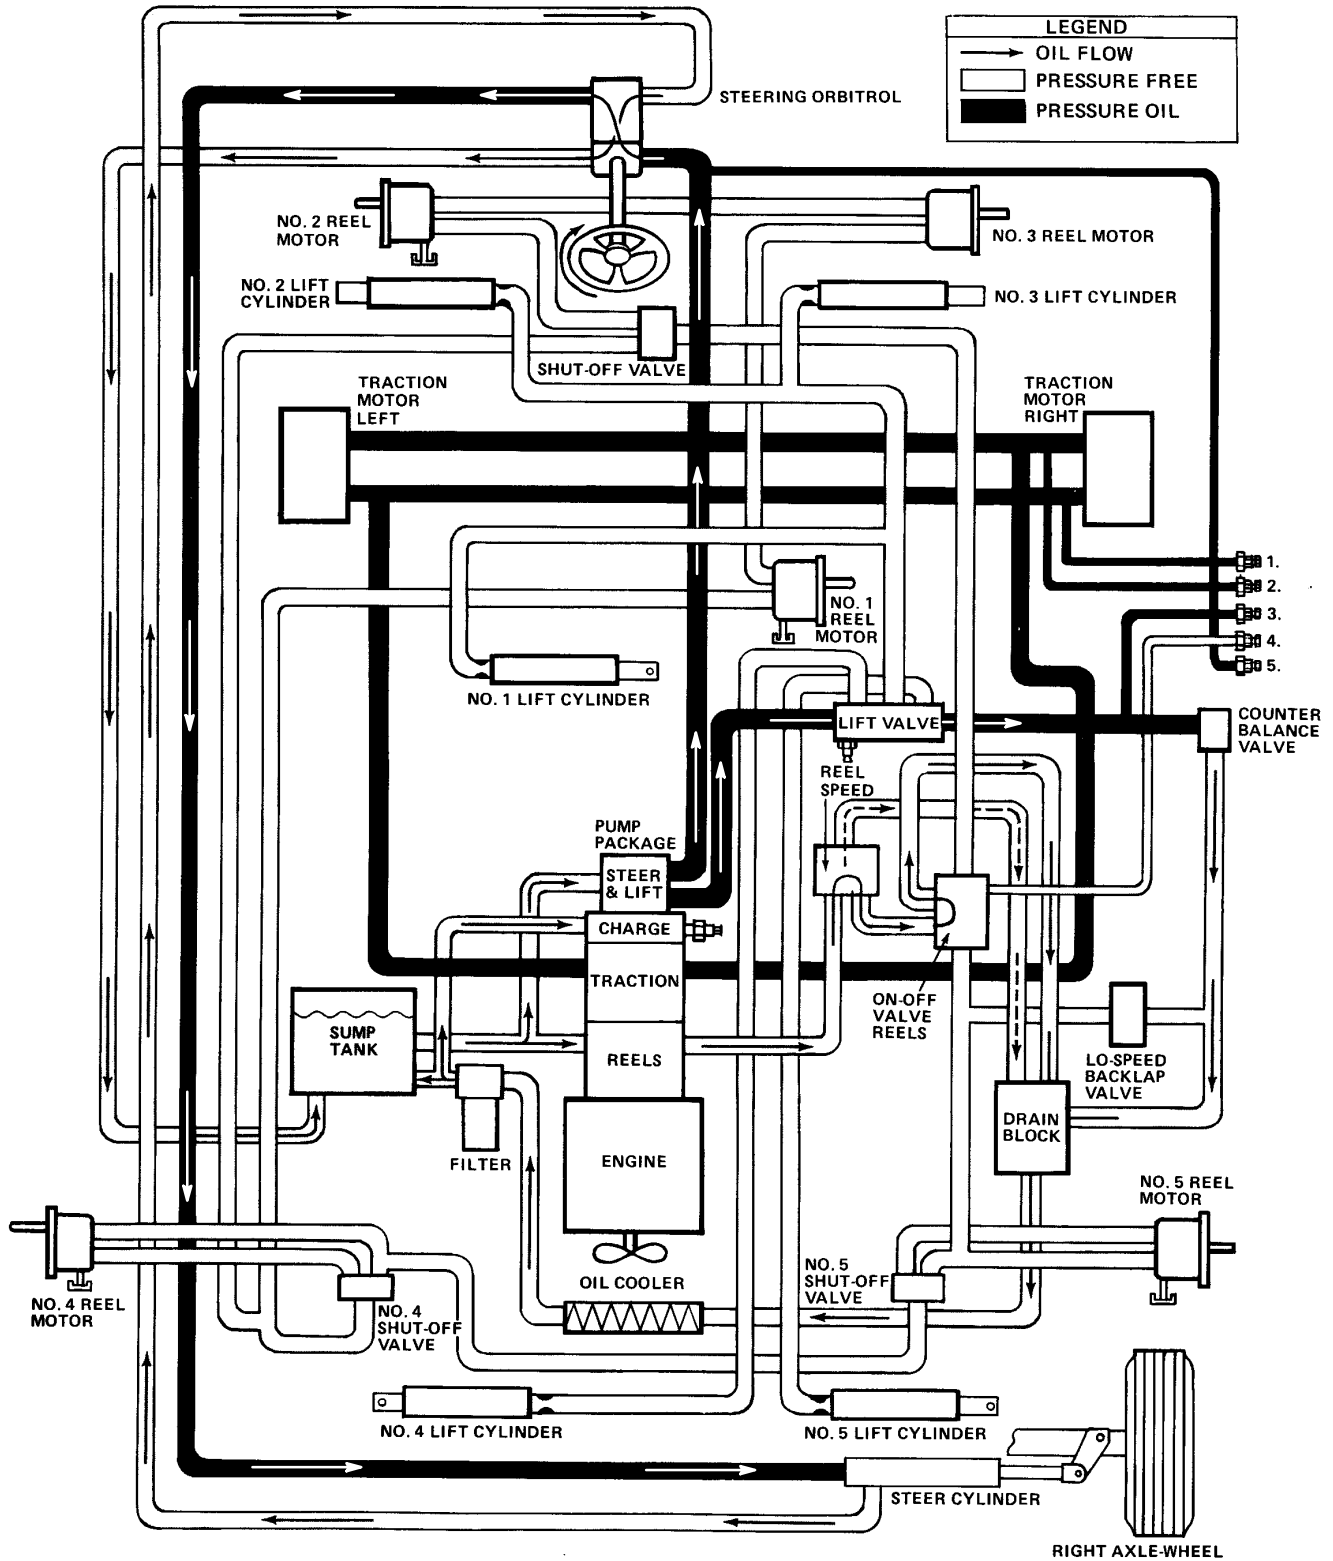 LEGEND
OIL FLOW
PRESSURE FREE
PRESSURE OIL
STEERING ORBITROL
NO. 2 REEL
MOTOR
NO. 3 REEL MOTOR
NO. 2 LIFT
CYLINDER
NO. 3 LIFT CYLINDER
SHUT-OFF VALVE
TRACTION
MOTOR
LEFT
TRACTION
MOTOR
RIGHT
1.
2.
3.
4.
5.
NO. 1
REEL
MOTOR
NO. 1 LIFT CYLINDER
LIFT VALVE
COUNTER
BALANCE
VALVE
REEL
SPEED
PUMP
PACKAGE
STEER
& LIFT
CHARGE
TRACTION
REELS
ON-OFF
VALVE
REELS
SUMP
TANK
LO-SPEED
BACKLAP
VALVE
DRAIN
BLOCK
FILTER
ENGINE
NO. 5 REEL
MOTOR
OIL COOLER
NO. 5
SHUT-OFF
VALVE
NO. 4 REEL
MOTOR
NO. 4
SHUT-OFF
VALVE
NO. 4 LIFT CYLINDER
NO. 5 LIFT CYLINDER
STEER CYLINDER
RIGHT AXLE-WHEEL